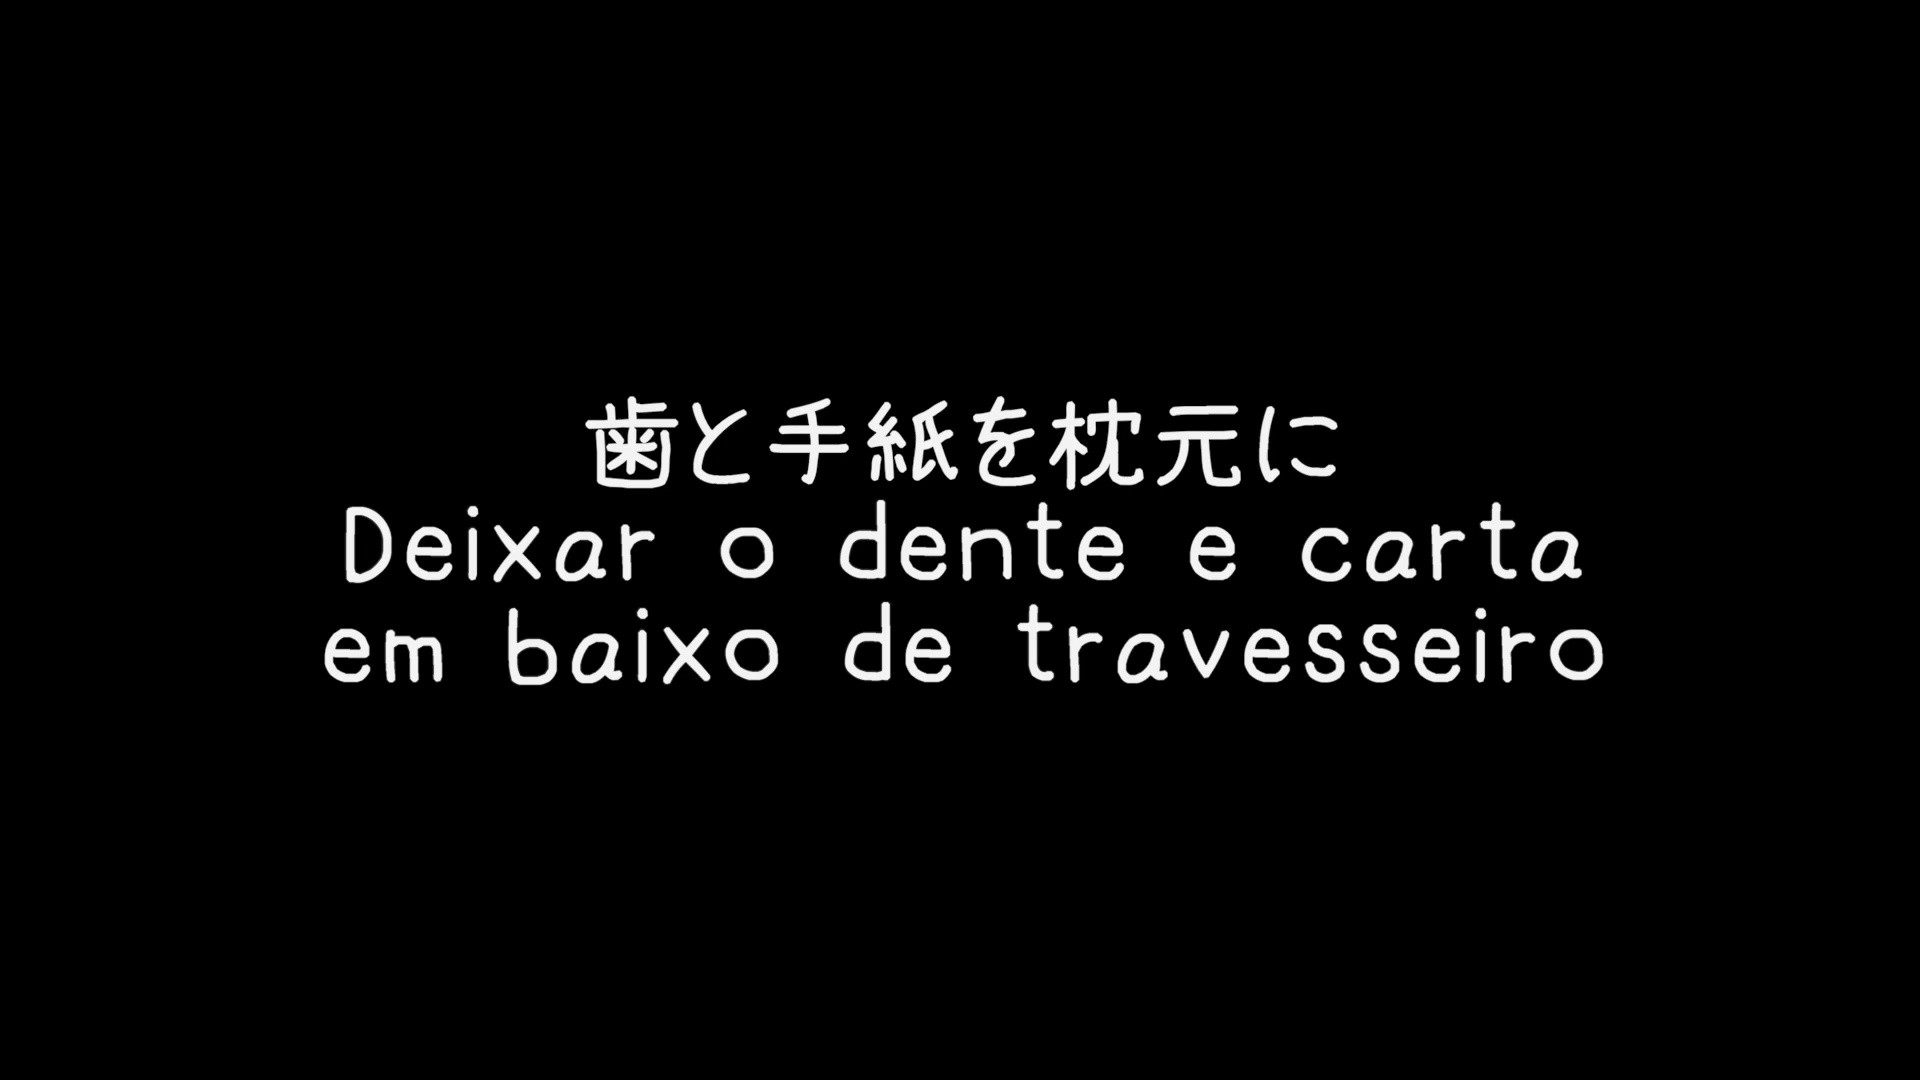 歯と手紙を枕元に
Deixar o dente e carta
em baixo de travesseiro